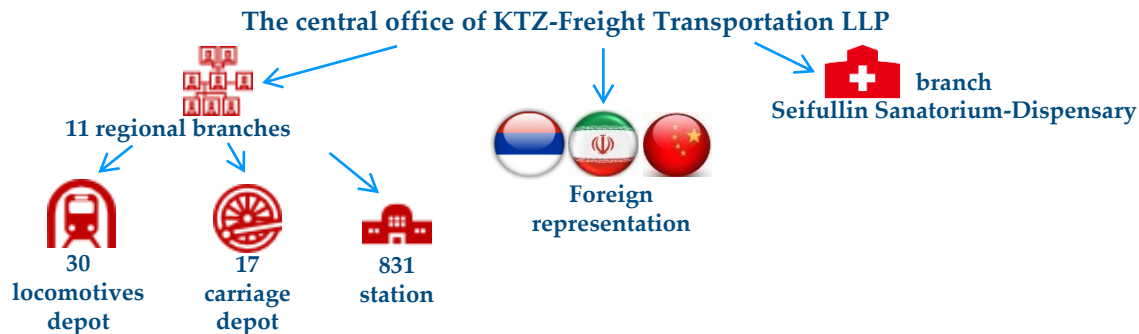 The central office of KTZ-Freight Transportation LLP
11 regional branches
branch
Seifullin Sanatorium-Dispensary
Foreign
representation
30
locomotives
depot
17
carriage
depot
831
station